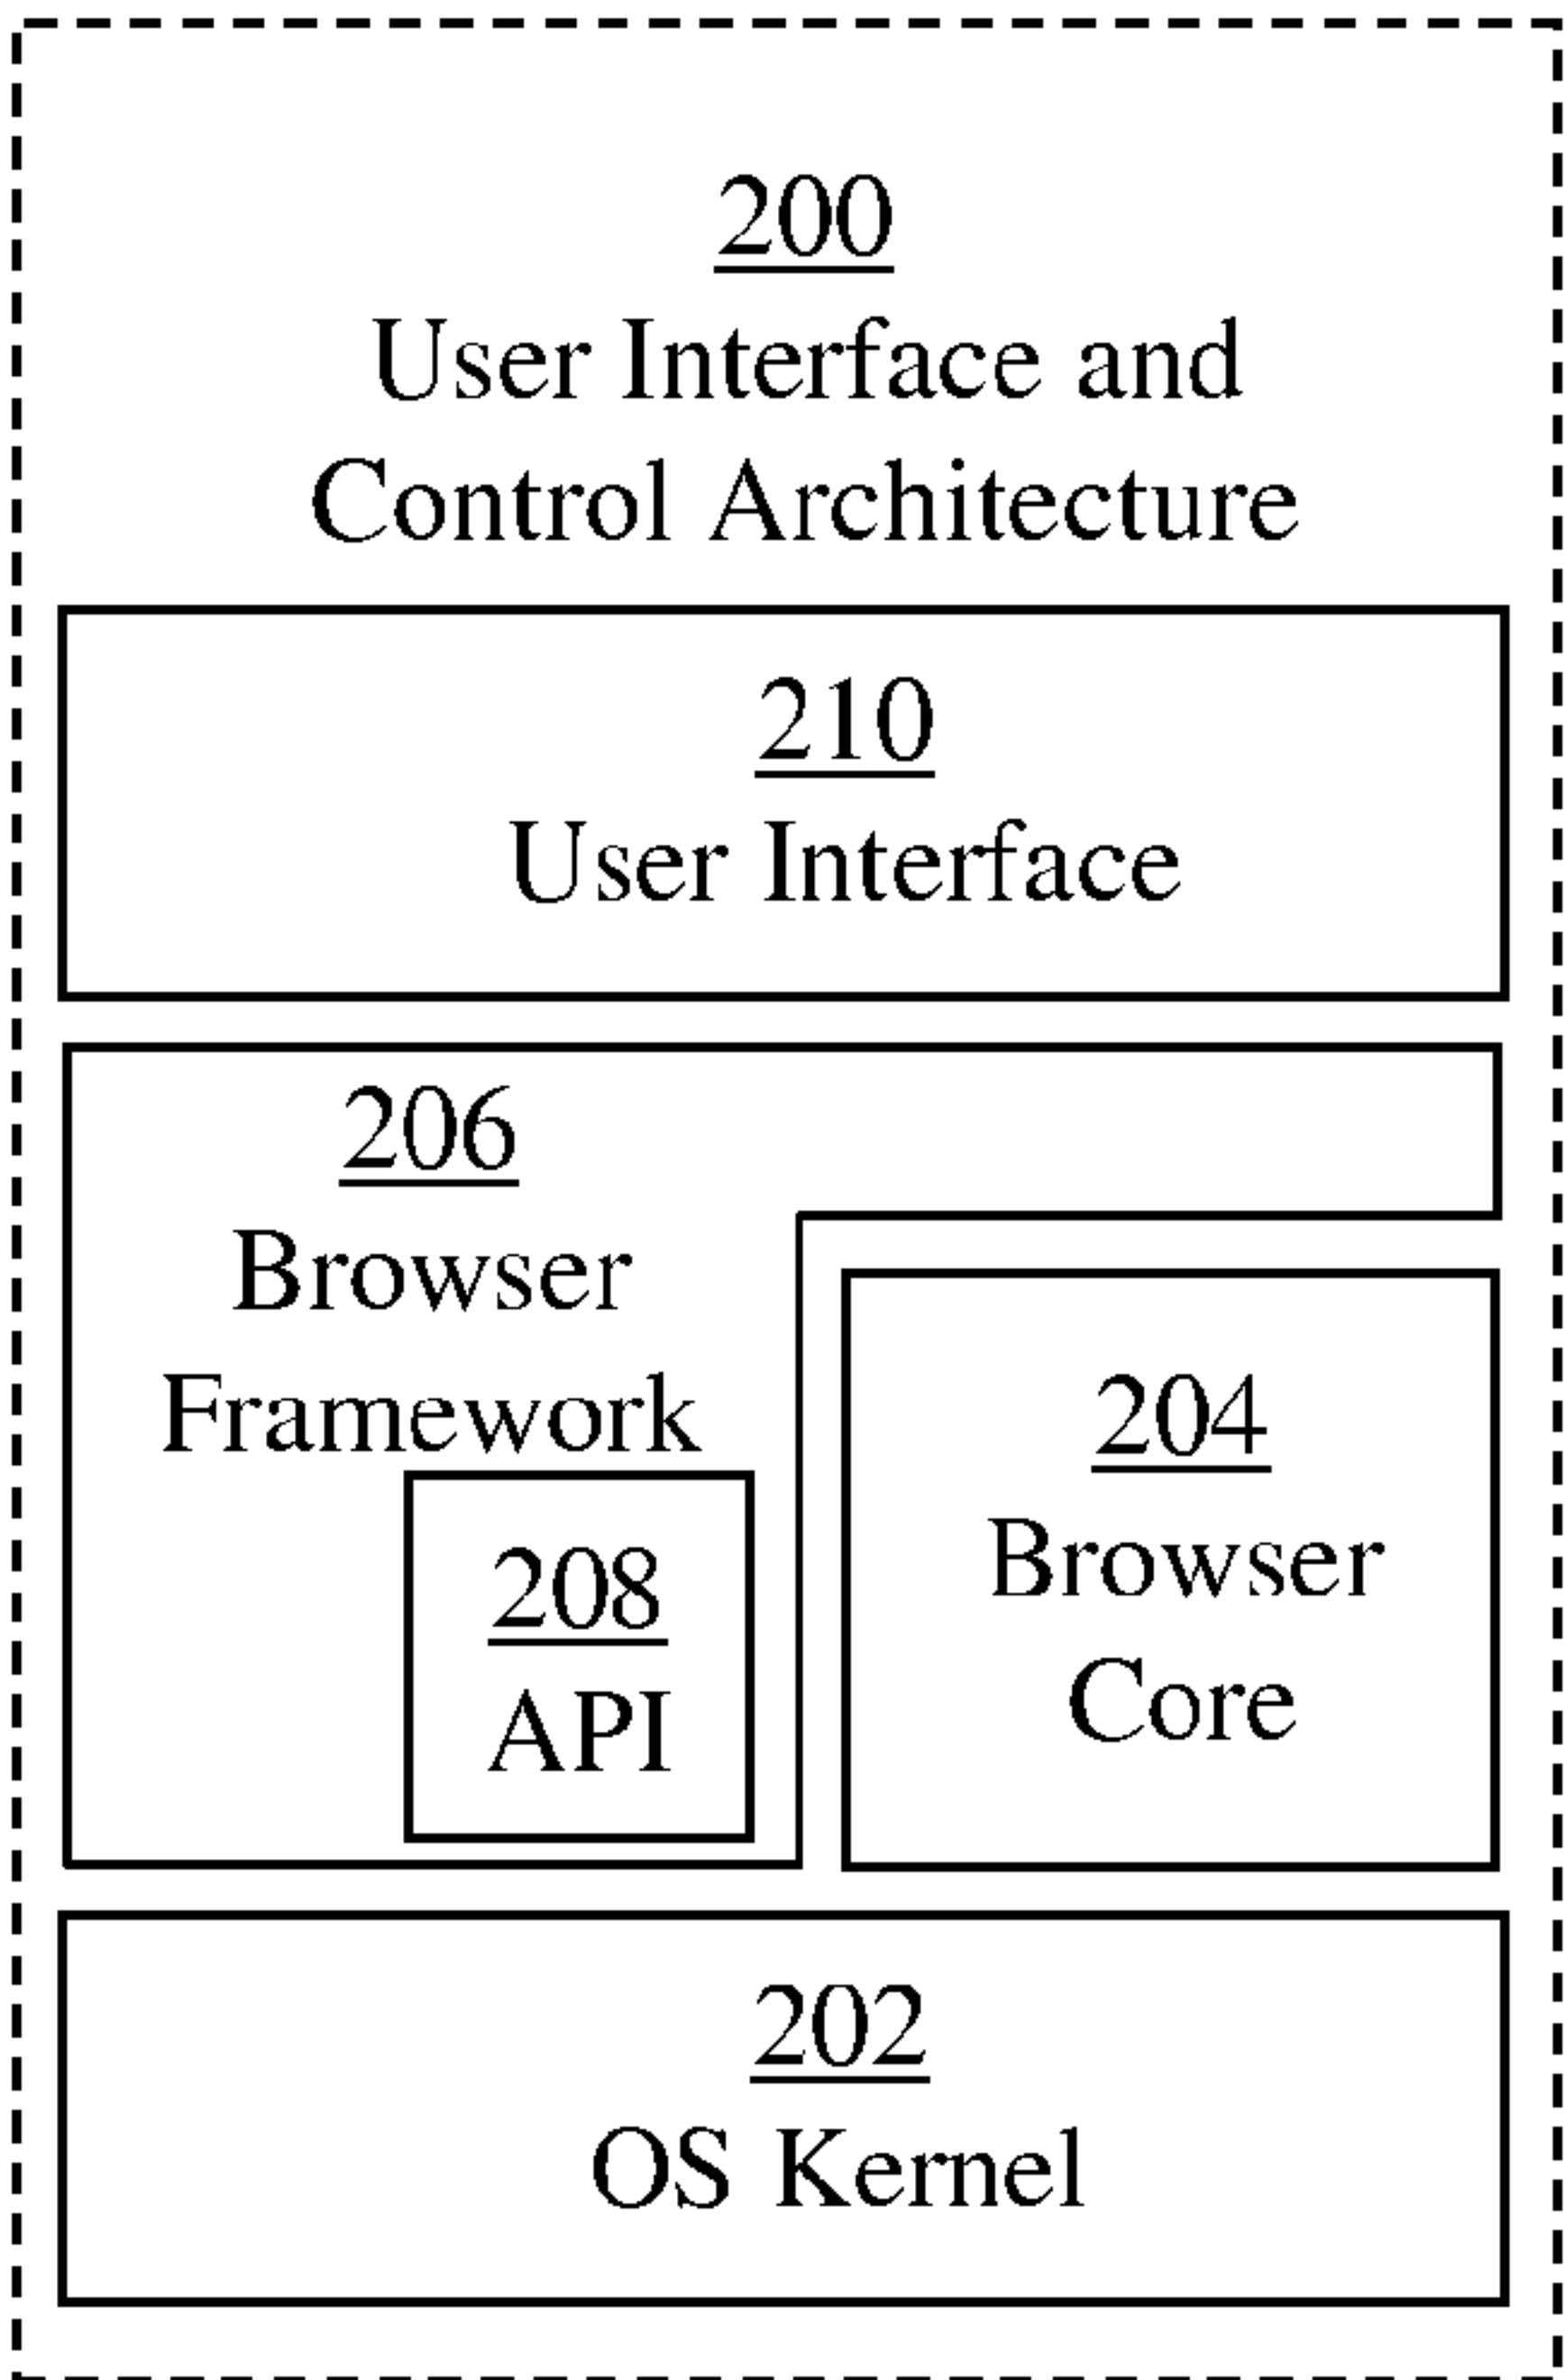 200
User Interface and
Control Architecture
210
User Interface
206
Browser
Framework
208
API
204
Browser
Core
202
OS Kernel